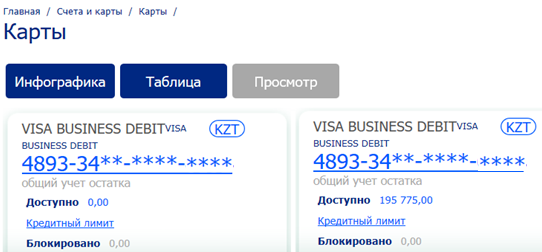 Главная / Счета и карты / Карты /
Карты
Инфографика Таблица Просмотр
VISA BUSINESS DEBIT VISA BUSINESS DEBIT KZT
4893-34**-****-****
общий учет остатка
Доступно 0,00
Кредитный лимит
Блокировано 0,00
VISA BUSINESS DEBIT VISA BUSINESS DEBIT KZT
4893-34**-****-****
общий учет остатка
Доступно 195 775,00
Кредитный лимит
Блокировано 0,00